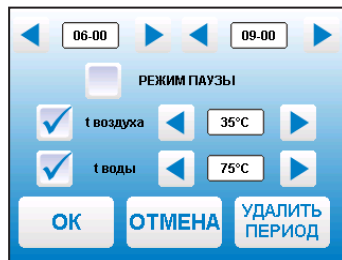 06-00 09-00
РЕЖИМ ПАУЗЫ
t воздуха 35°C
t воды 75°C
ОК ОТМЕНА УДАЛИТЬ ПЕРИОД